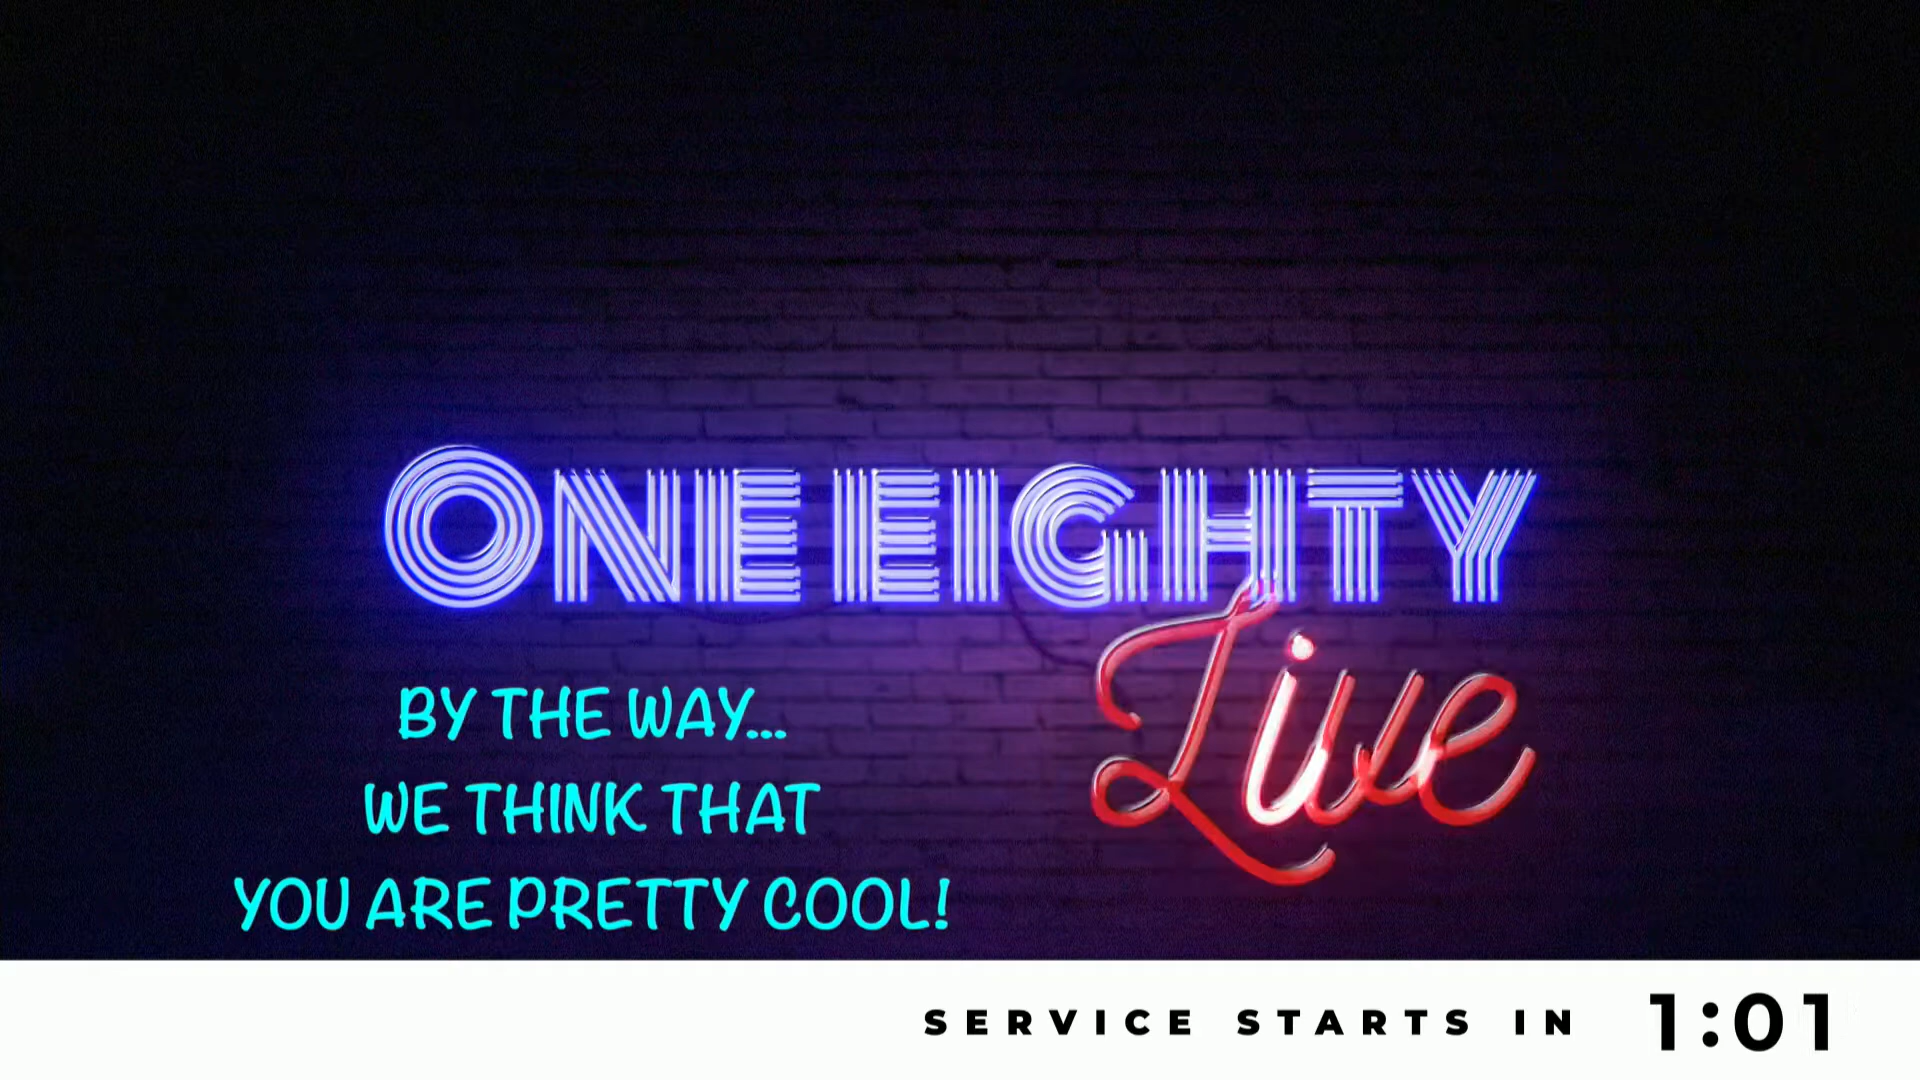 ONE EIGHTY
Live
BY THE WAY...
WE THINK THAT
YOU ARE PRETTY COOL!
SERVICE STARTS IN 1:01